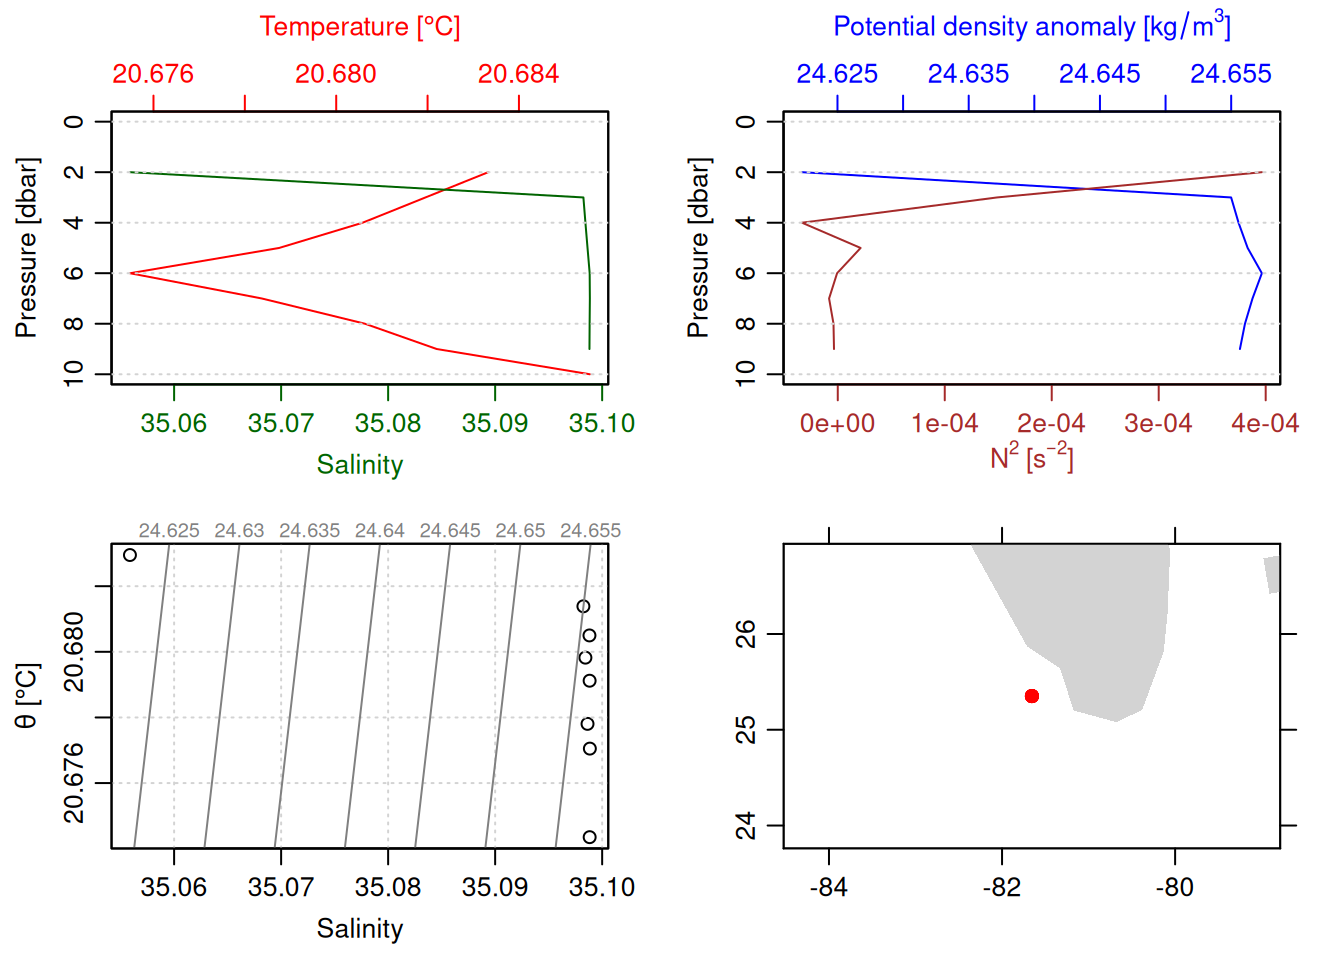 Temperature [°C]
20.676 20.680 20.684
Pressure [dbar]
0
2
4
6
8
10
35.06 35.07 35.08 35.09 35.10
Salinity
Potential density anomaly [kg/m³]
24.625 24.635 24.645 24.655
Pressure [dbar]
0
2
4
6
8
10
0e+00 1e-04 2e-04 3e-04 4e-04
N² [s⁻²]
24.625 24.63 24.635 24.64 24.645 24.65 24.655
θ [°C]
20.680
20.676
35.06 35.07 35.08 35.09 35.10
Salinity
26
25
24
-84 -82 -80